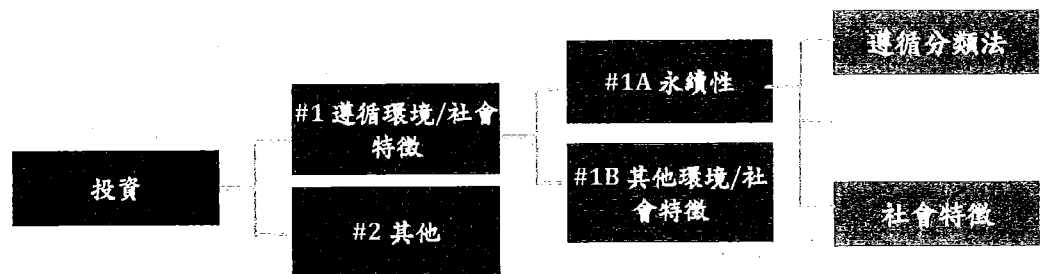 投資
#1 遵循環境/社會
特徵
#2 其他
#1A 永續性
#1B 其他環境/社
會特徵
遵循分類法
社會特徵